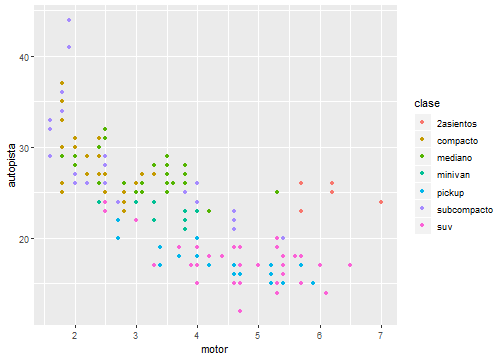 40
30
20
autopista
2
3
4
5
6
7
motor
clase
2asientos
compacto
mediano
minivan
pickup
subcompacto
suv